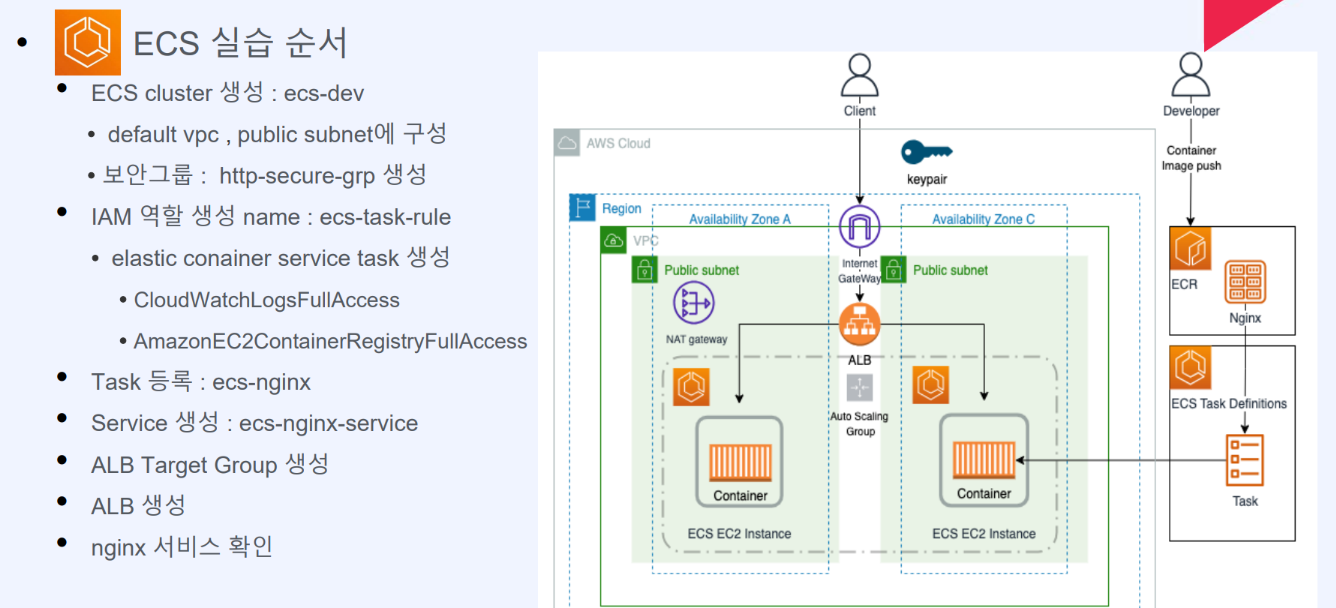 ECS 실습 순서
ECS cluster 생성 : ecs-dev
default vpc , public subnet에 구성
보안그룹 : http-secure-grp 생성
IAM 역할 생성 name : ecs-task-rule
elastic conainer service task 생성
CloudWatchLogsFullAccess
AmazonEC2ContainerRegistryFullAccess
Task 등록 : ecs-nginx
Service 생성 : ecs-nginx-service
ALB Target Group 생성
ALB 생성
nginx 서비스 확인
Client
Developer
AWS Cloud
keypair
Container
Image push
Region
Availability Zone A
Availability Zone C
VPC
Internet
GateWay
Public subnet
Public subnet
NAT gateway
ALB
Auto Scaling
Group
Container
Container
ECS EC2 Instance
ECS EC2 Instance
ECR
Nginx
ECS Task Definitions
Task